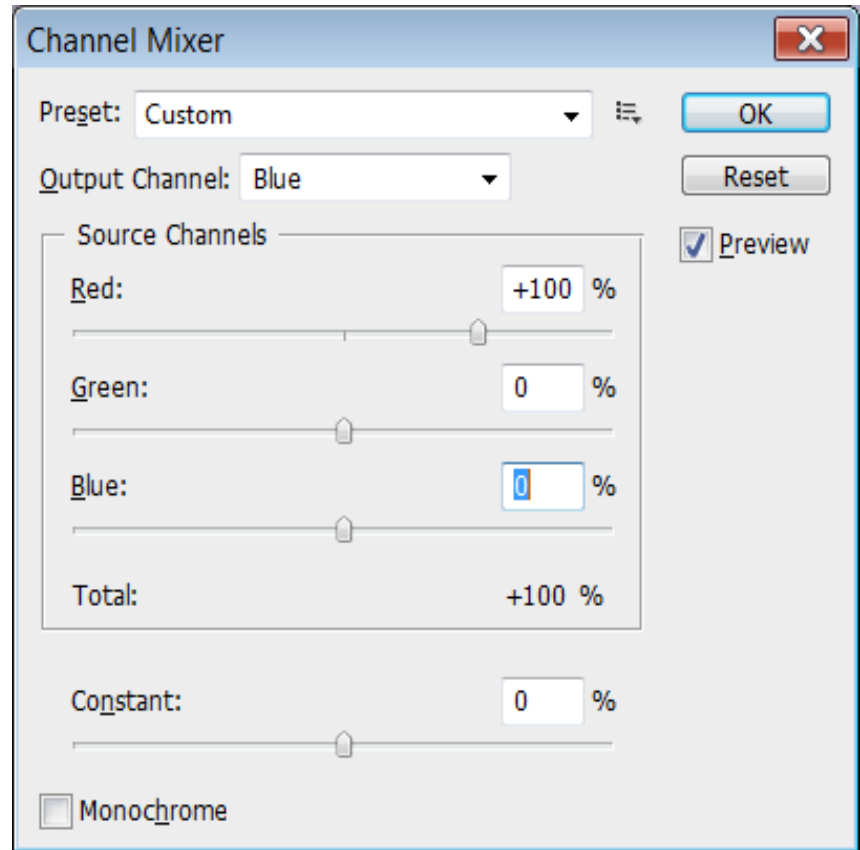 Channel Mixer
Preset: Custom
OK
Output Channel: Blue
Reset
Source Channels
Preview
Red: +100 %
Green: 0 %
Blue: 0 %
Total: +100 %
Constant: 0 %
Monochrome